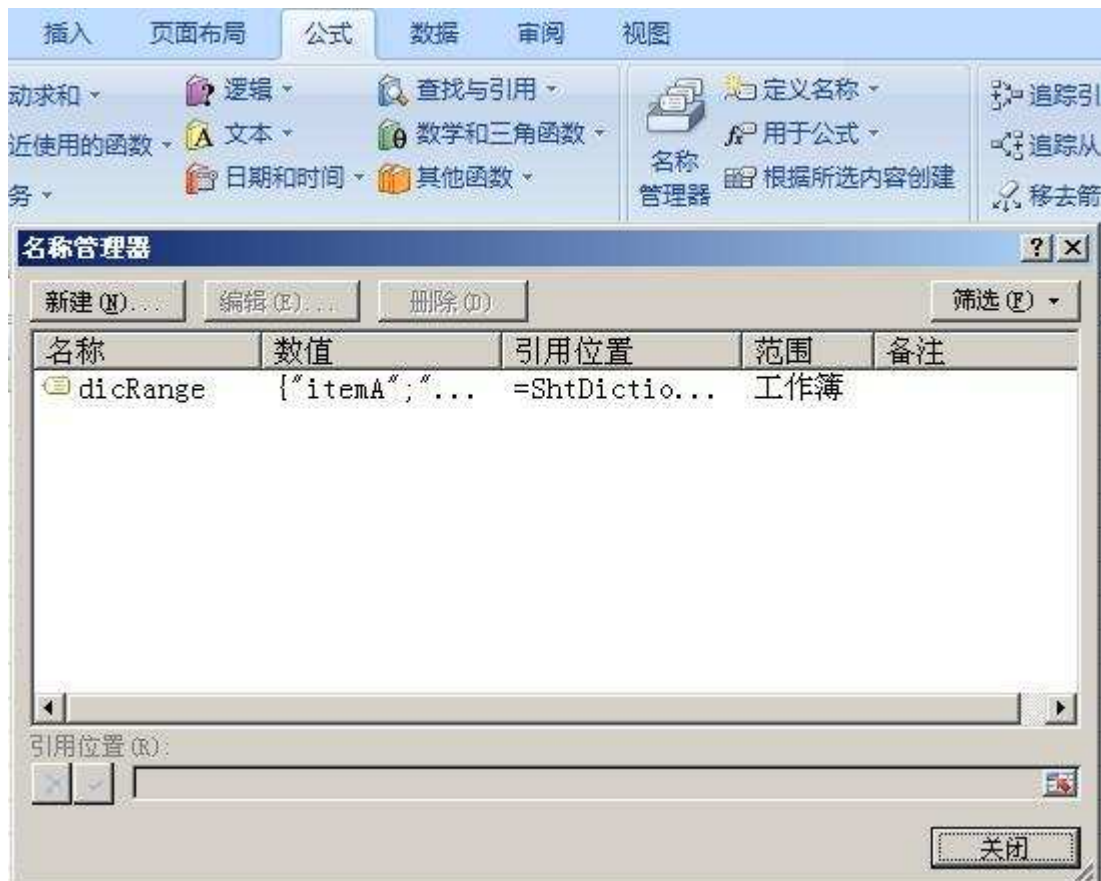 插入 页面布局 公式 数据 审阅 视图
动求和 逻辑 查找与引用 定义名称 追踪引
近使用的函数 文本 数学和三角函数 用于公式 追踪从
务 日期和时间 其他函数 名称管理器 根据所选内容创建 移去箭
名称管理器
新建(N)... 编辑(E)... 删除(D) 筛选(F)
名称 数值 引用位置 范围 备注
dicRange {"itemA";"... =ShtDictio... 工作簿
引用位置(R):
关闭